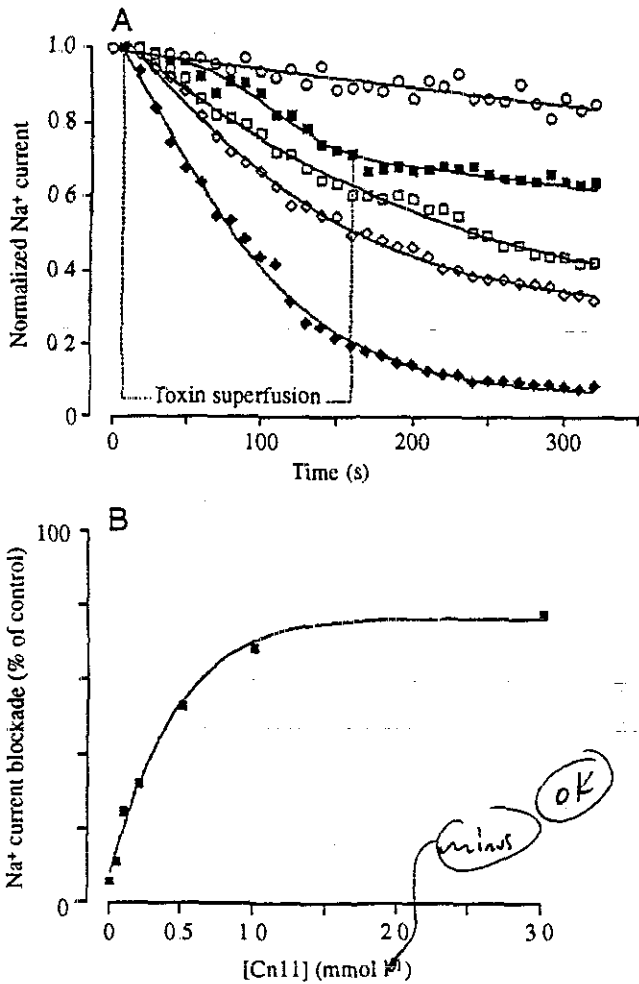 A
1.0
0.8
0.6
0 4
0 2
0
Normalized Na⁺ current
Toxin superfusion
0 100 200 300
Time (s)
B
100
0
Na⁺ current blockade (% of control)
minus
OK
0 0 5 1 0 2 0 3 0
[Cn11] (mmol l⁻¹)